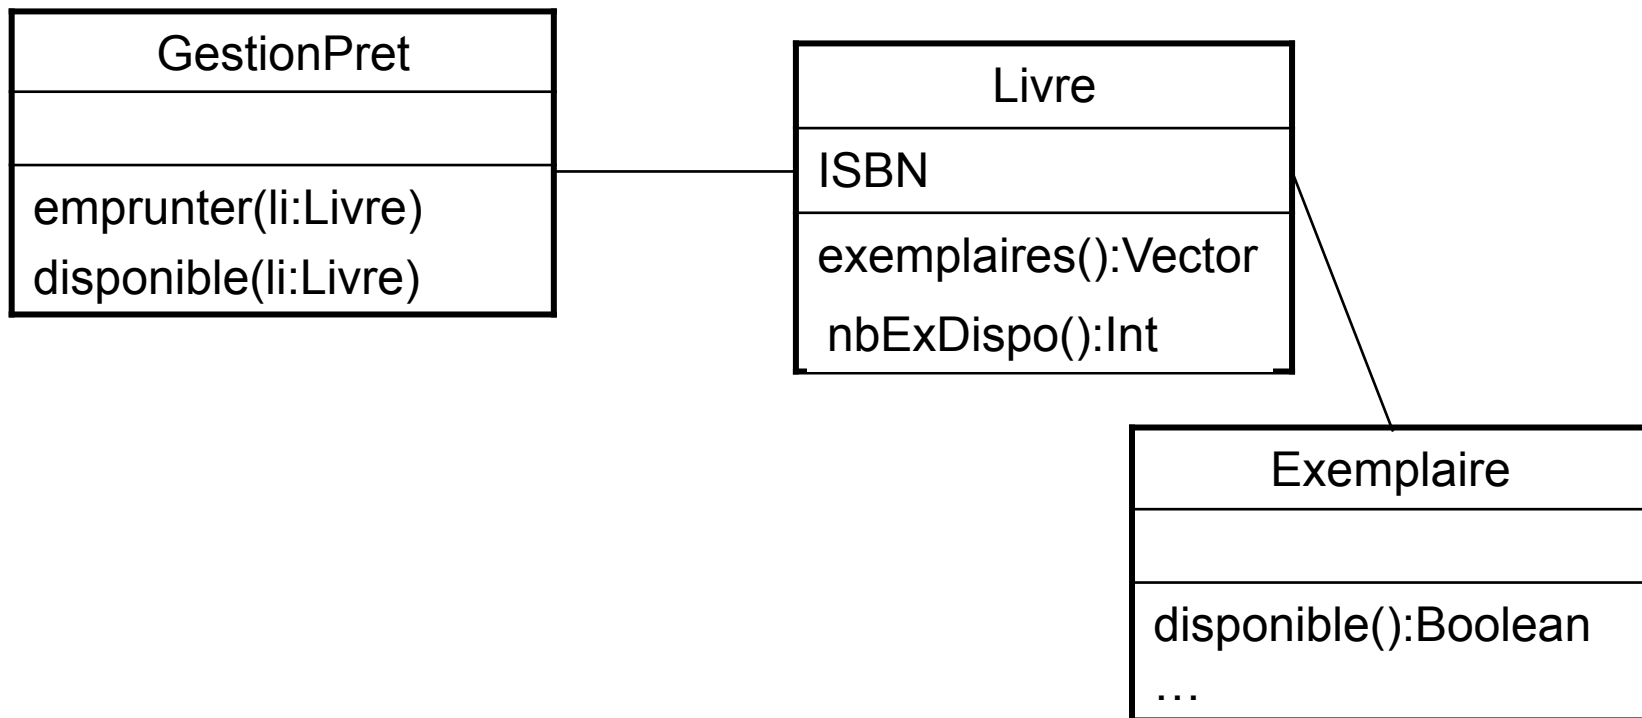 GestionPret
emprunter(li:Livre)
disponible(li:Livre)
Livre
ISBN
exemplaires():Vector
nbExDispo():Int
Exemplaire
disponible():Boolean
…